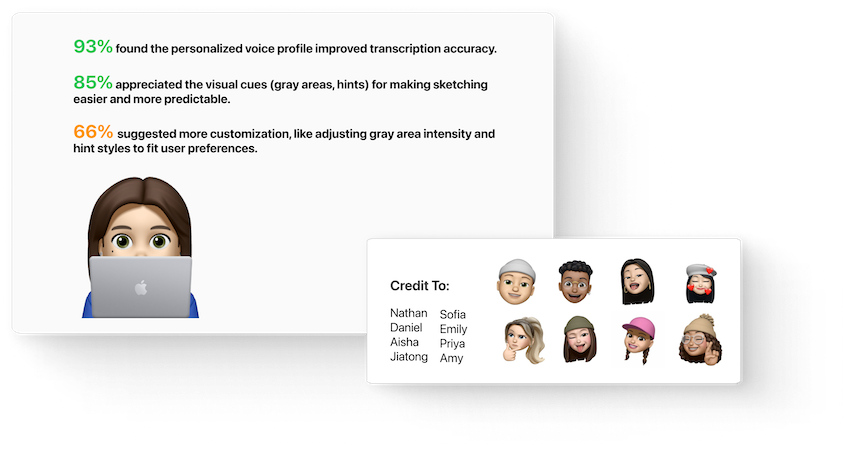 93% found the personalized voice profile improved transcription accuracy.
85% appreciated the visual cues (gray areas, hints) for making sketching
easier and more predictable.
66% suggested more customization, like adjusting gray area intensity and
hint styles to fit user preferences.
Credit To:
Nathan
Daniel
Aisha
Jiatong
Sofia
Emily
Priya
Amy